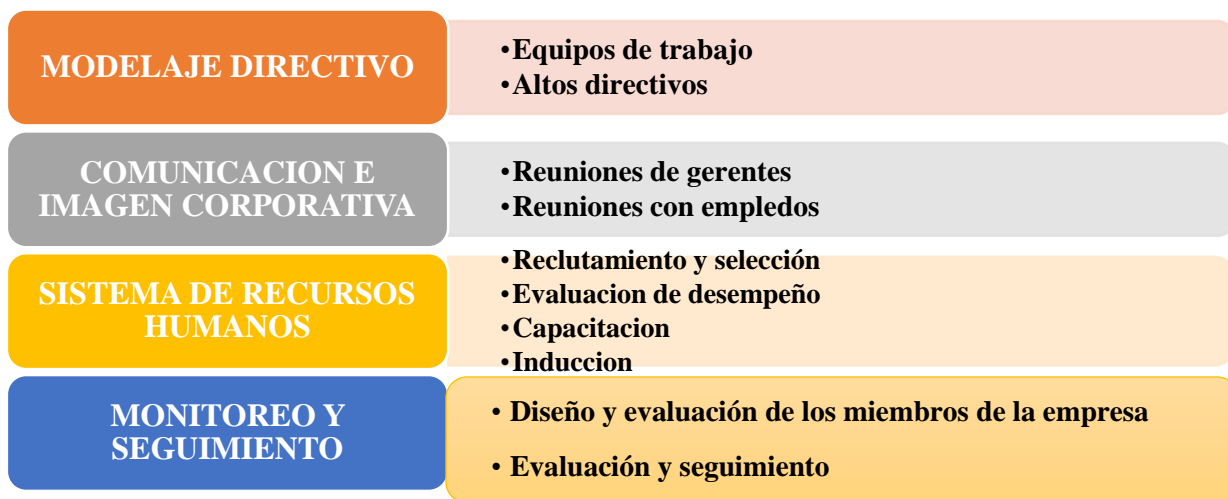 MODELAJE DIRECTIVO
•Equipos de trabajo
•Altos directivos
COMUNICACION E
IMAGEN CORPORATIVA
•Reuniones de gerentes
•Reuniones con empledos
SISTEMA DE RECURSOS
HUMANOS
•Reclutamiento y selección
•Evaluacion de desempeño
•Capacitacion
•Induccion
MONITOREO Y
SEGUIMIENTO
• Diseño y evaluación de los miembros de la empresa
• Evaluación y seguimiento